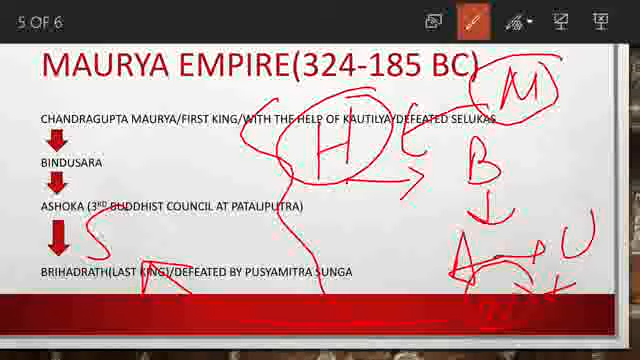 5 OF 6
MAURYA EMPIRE(324-185 BC)
M
CHANDRAGUPTA MAURYA/FIRST KING/WITH THE HELP OF KAUTILYA/DEFEATED SELUKAS
H
B
BINDUSARA
ASHOKA (3RD BUDDHIST COUNCIL AT PATALIPUTRA)
S
A U
BRIHADRATH(LAST KING)/DEFEATED BY PUSYAMITRA SUNGA